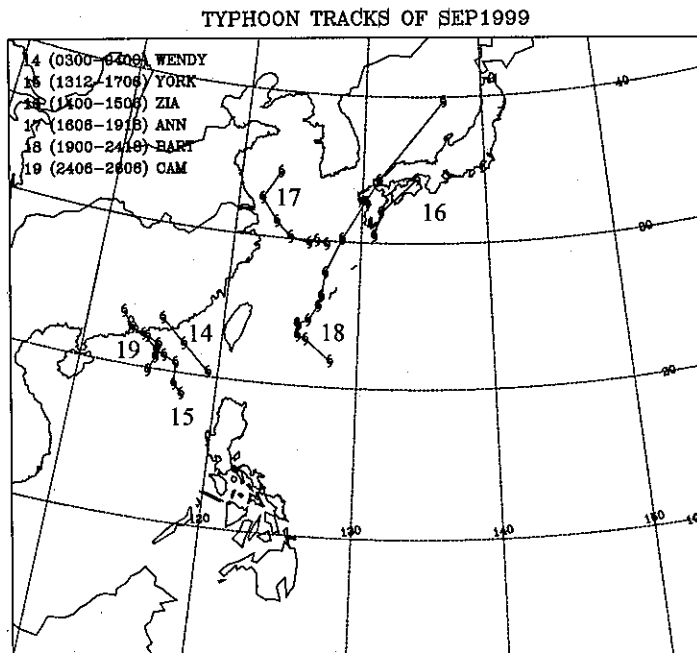 TYPHOON TRACKS OF SEP1999
14 (0300-0400) WENDY
15 (1312-1706) YORK
16 (1400-1506) ZIA
17 (1606-1918) ANN
18 (1900-2418) BART
19 (2406-2606) CAM
40
17
16
30
14
19
18
20
15
120
130
140
150